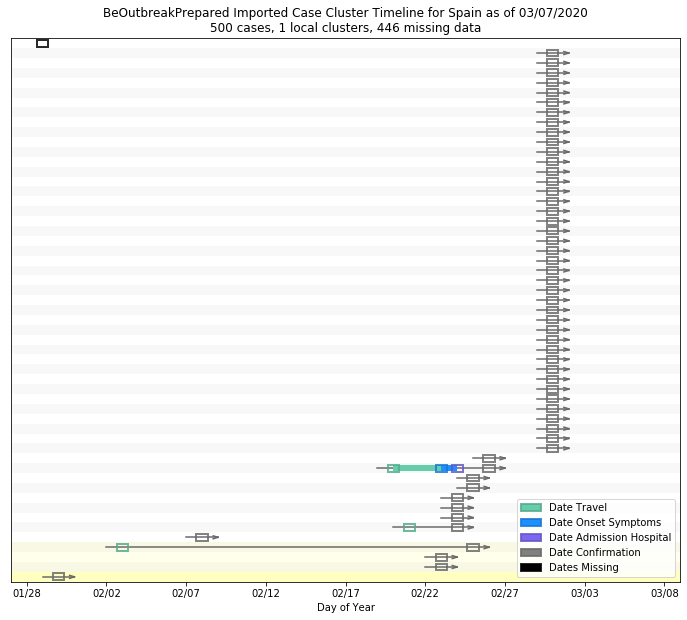 BeOutbreakPrepared Imported Case Cluster Timeline for Spain as of 03/07/2020
500 cases, 1 local clusters, 446 missing data
Date Travel
Date Onset Symptoms
Date Admission Hospital
Date Confirmation
Dates Missing
01/28 02/02 02/07 02/12 02/17 02/22 02/27 03/03 03/08
Day of Year